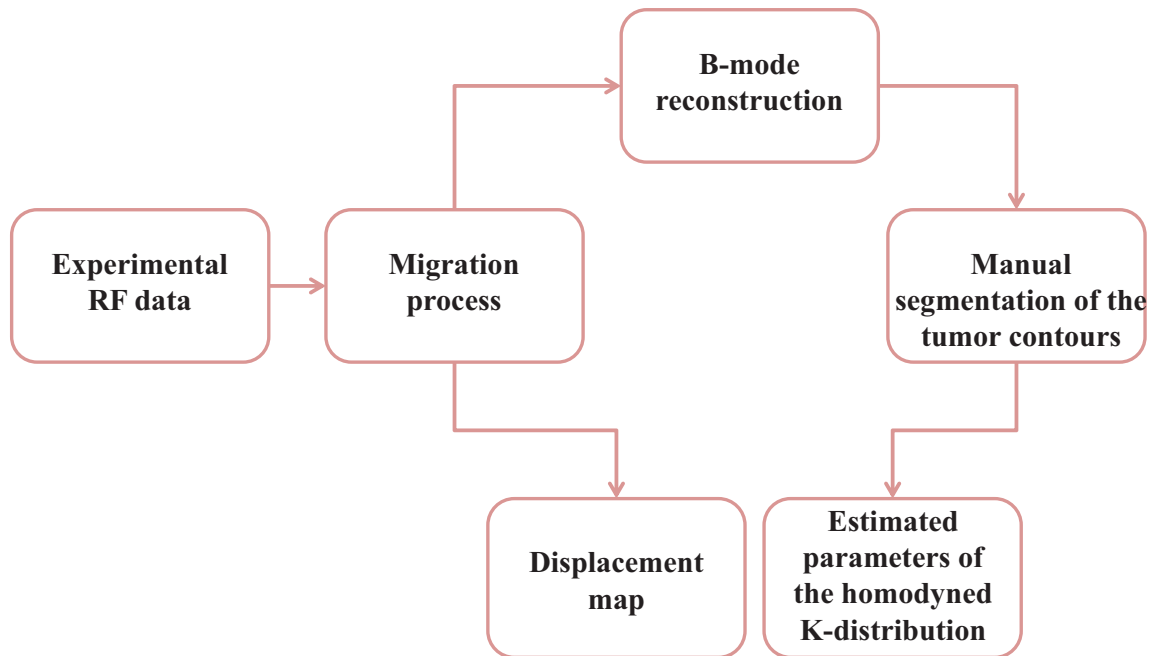 B-mode
reconstruction
Experimental
RF data
Migration
process
Manual
segmentation of the
tumor contours
Displacement
map
Estimated
parameters of
the homodyned
K-distribution